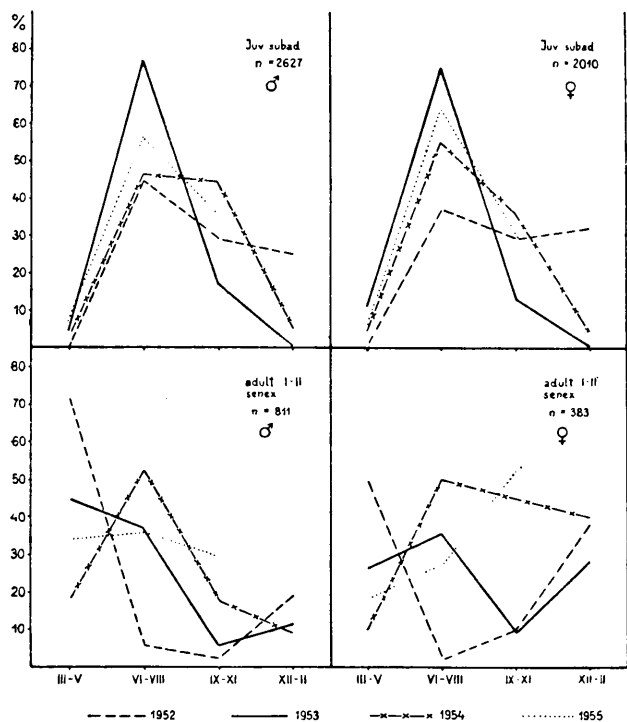 %
80
70
60
50
40
30
20
10
Juv subad
n = 2627
♂
Juv subad
n = 2010
♀
80
70
60
50
40
30
20
10
adult I-II
senex
n = 811
♂
adult I-II
senex
n = 383
♀
III-V VI-VIII IX-XI XII-II III-V VI-VIII IX-XI XII-II
1952 1953 1954 1955